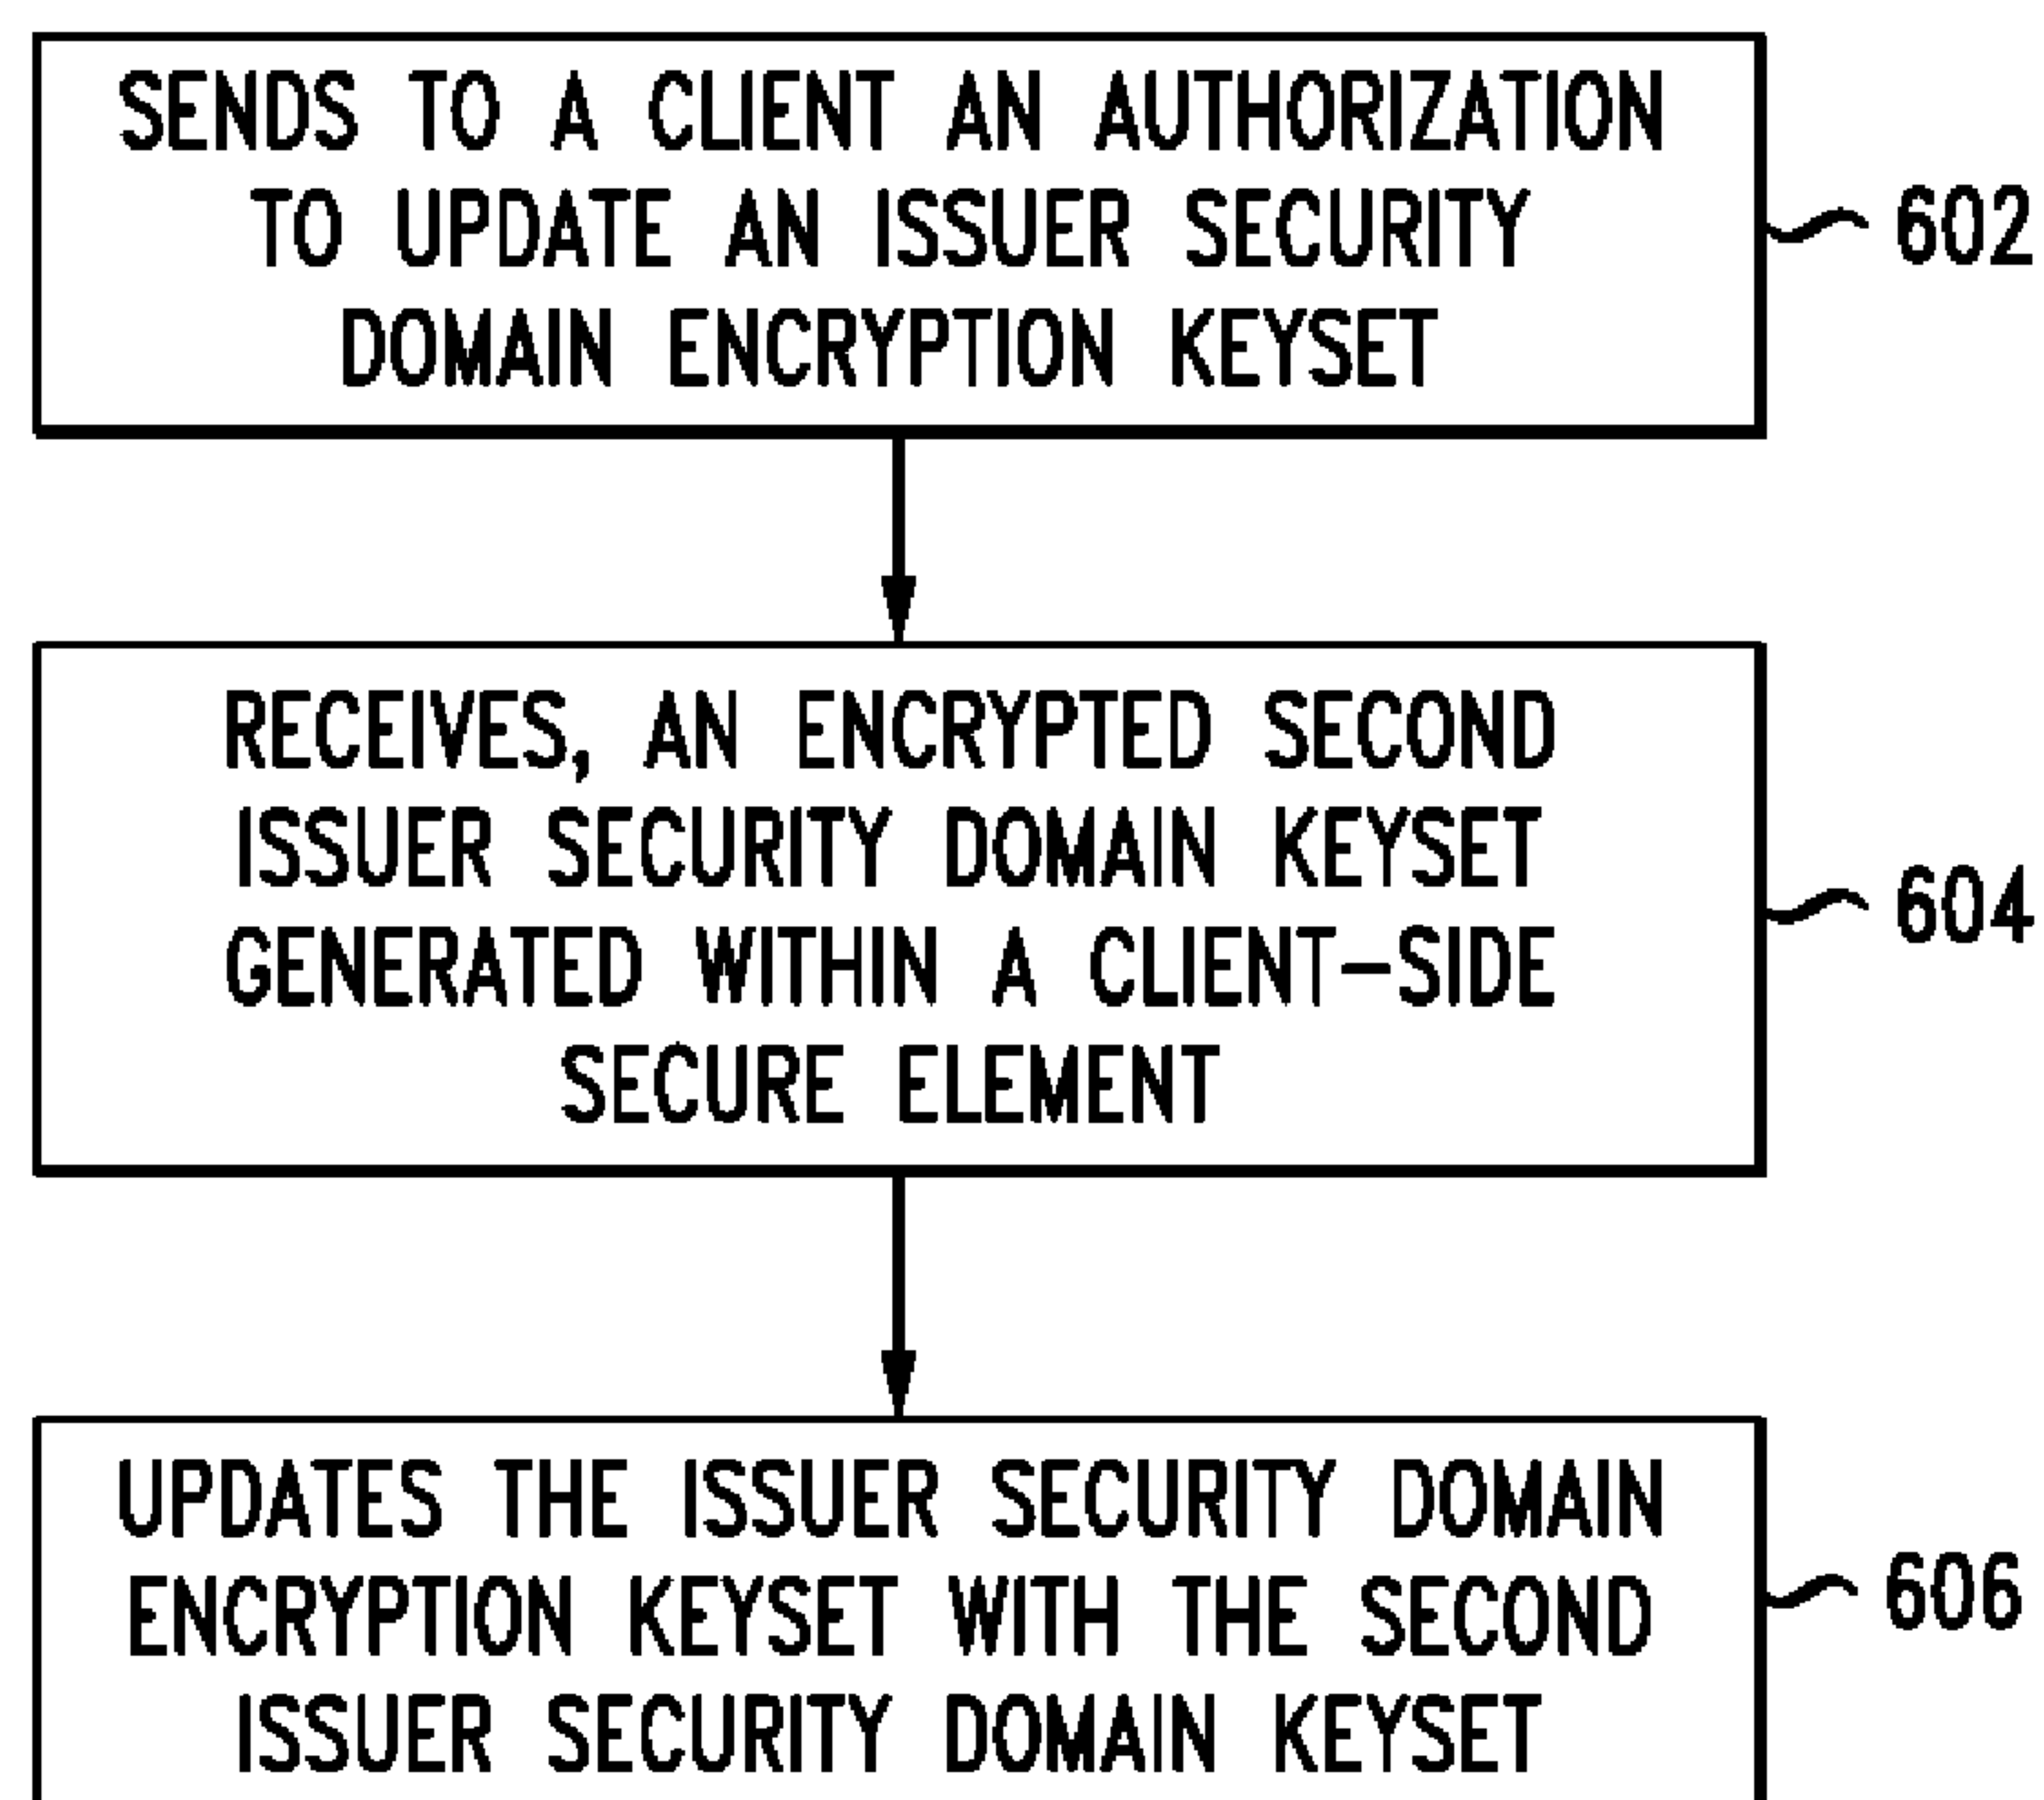 SENDS TO A CLIENT AN AUTHORIZATION
TO UPDATE AN ISSUER SECURITY
DOMAIN ENCRYPTION KEYSET
602
RECEIVES, AN ENCRYPTED SECOND
ISSUER SECURITY DOMAIN KEYSET
GENERATED WITHIN A CLIENT-SIDE
SECURE ELEMENT
604
UPDATES THE ISSUER SECURITY DOMAIN
ENCRYPTION KEYSET WITH THE SECOND
ISSUER SECURITY DOMAIN KEYSET
606